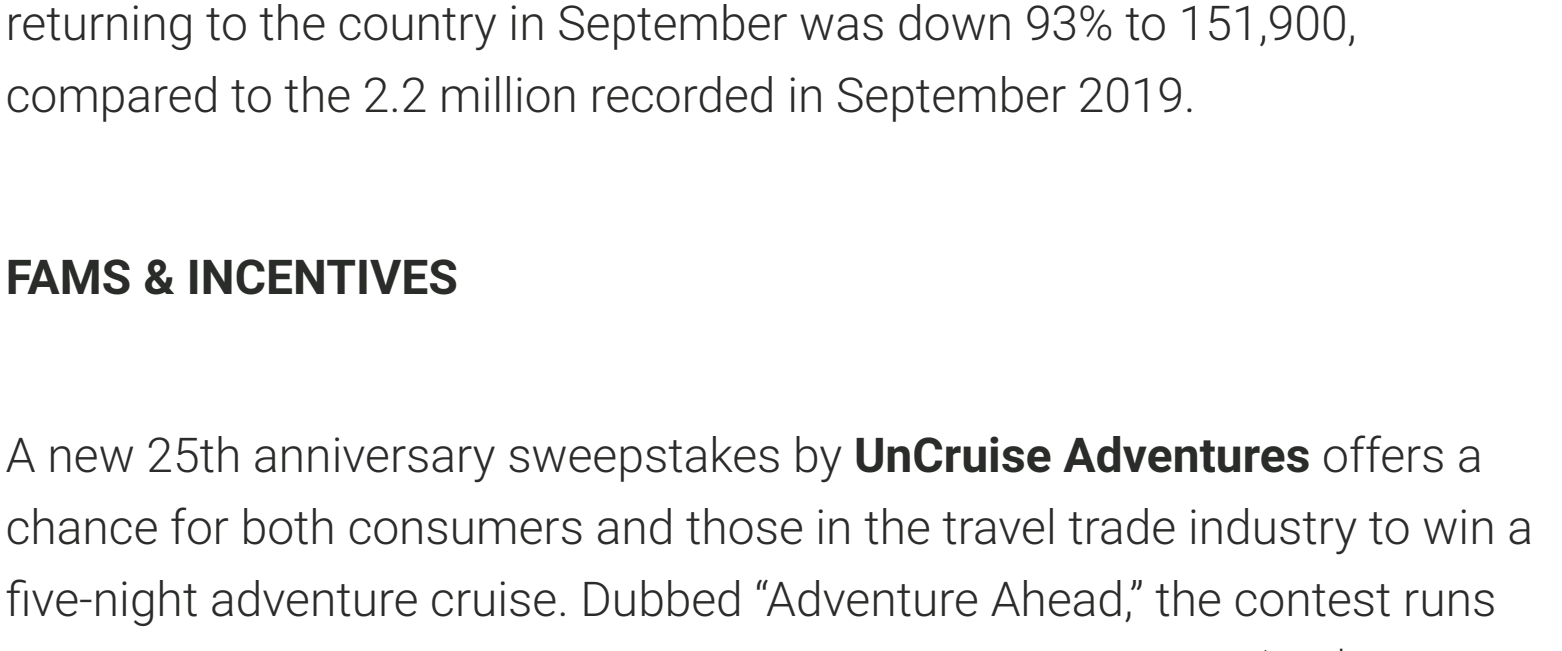 returning to the country in September was down 93% to 151,900,
compared to the 2.2 million recorded in September 2019.
FAMS & INCENTIVES
A new 25th anniversary sweepstakes by UnCruise Adventures offers a
chance for both consumers and those in the travel trade industry to win a
five-night adventure cruise. Dubbed “Adventure Ahead,” the contest runs